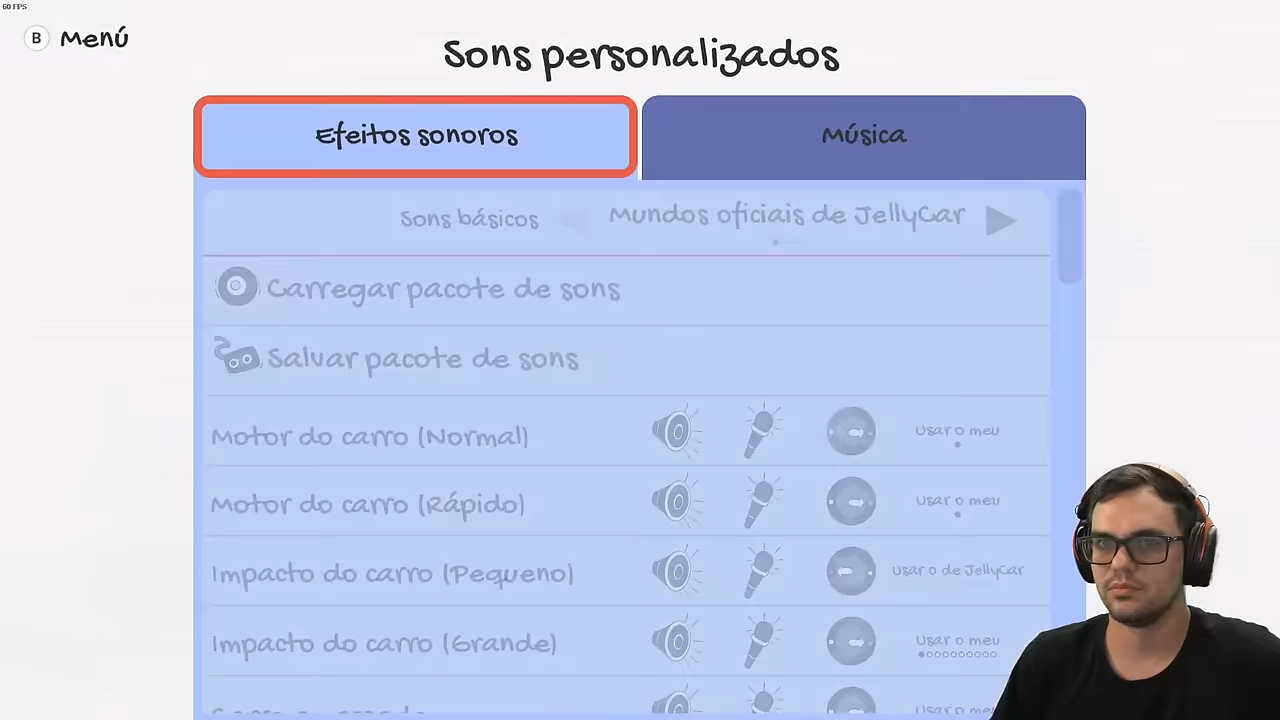 60 FPS
B Menú
Sons personalizados
Efeitos sonoros
Música
Sons básicos
Mundos oficiais de JellyCar
Carregar pacote de sons
Salvar pacote de sons
Motor do carro (Normal)
Usar o meu
Motor do carro (Rápido)
Usar o meu
Impacto do carro (Pequeno)
Usar o de JellyCar
Impacto do carro (Grande)
Usar o meu